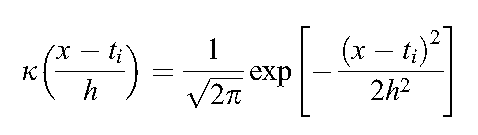 κ((x − t_i)/h) = 1/√(2π) exp[−(x − t_i)²/(2h²)]